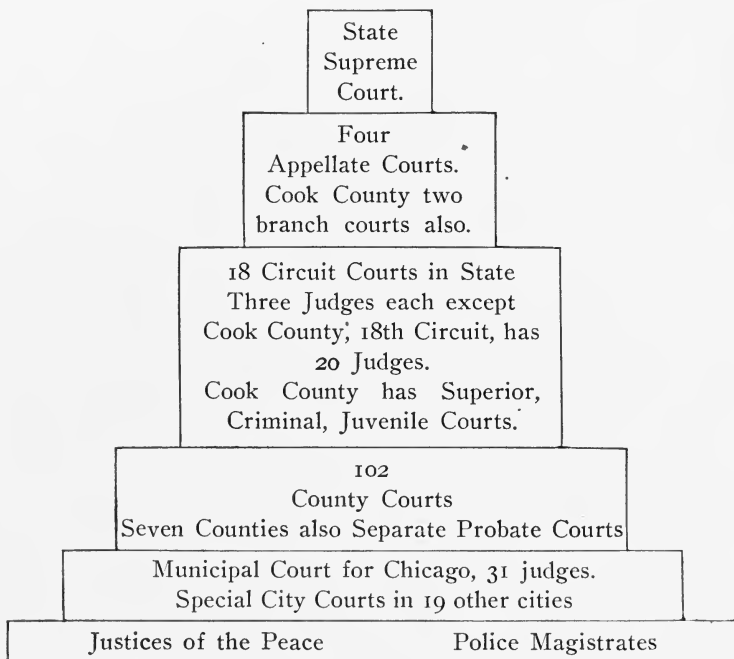 State
Supreme
Court.
Four
Appellate Courts.
Cook County two
branch courts also.
18 Circuit Courts in State
Three Judges each except
Cook County, 18th Circuit, has
20 Judges.
Cook County has Superior,
Criminal, Juvenile Courts.
102
County Courts
Seven Counties also Separate Probate Courts
Municipal Court for Chicago, 31 judges.
Special City Courts in 19 other cities
Justices of the Peace Police Magistrates